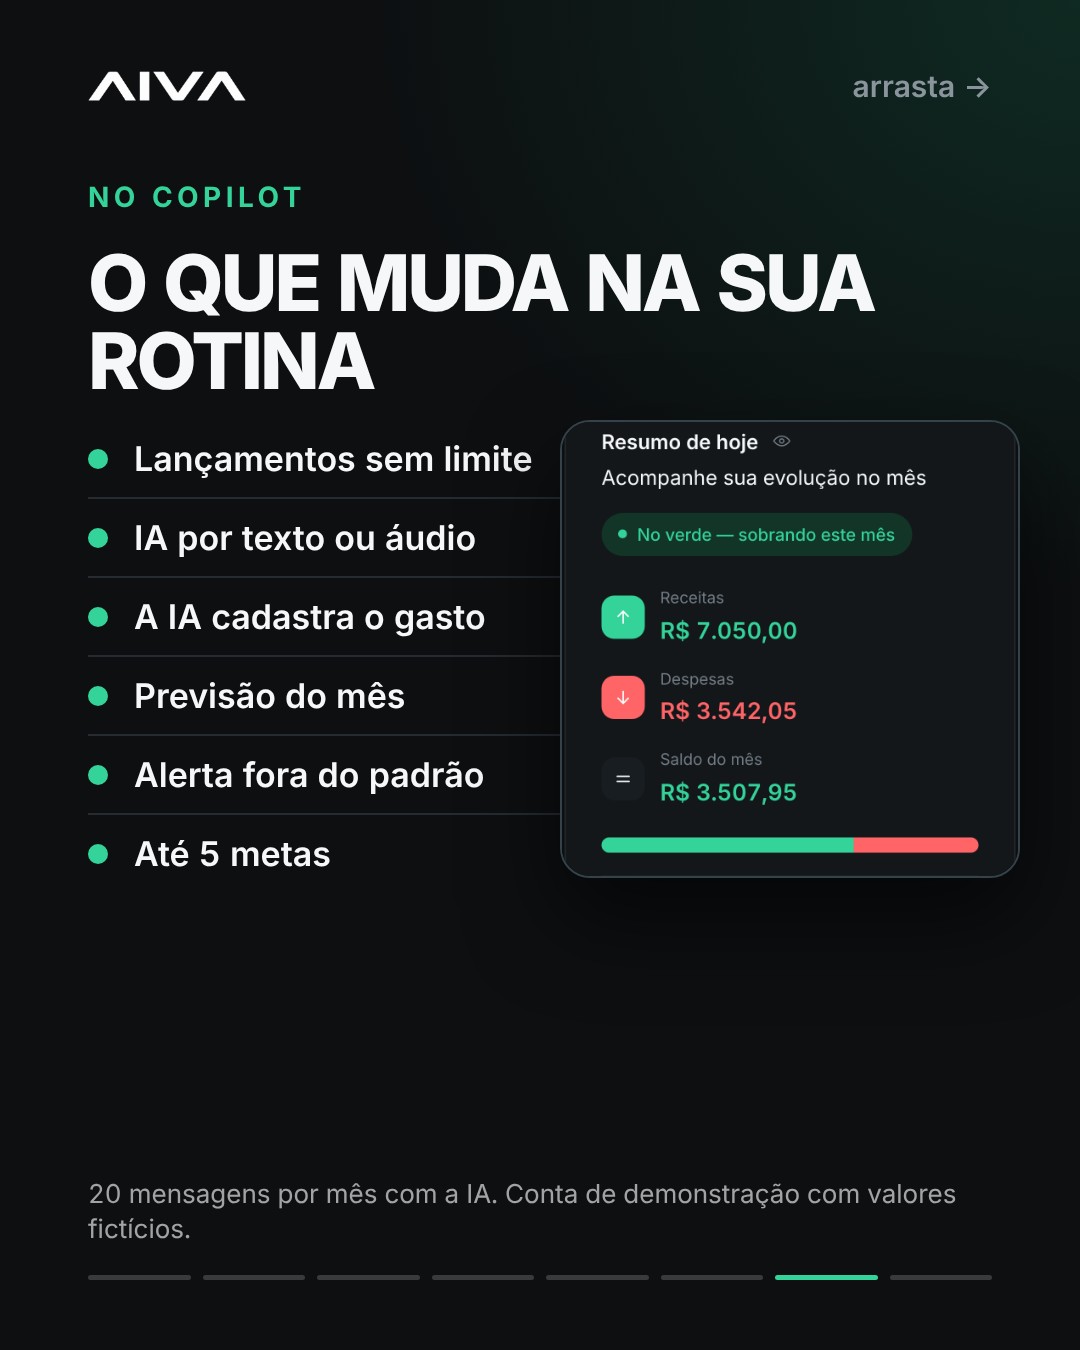 AIVA
arrasta →
NO COPILOT
O QUE MUDA NA SUA
ROTINA
Lançamentos sem limite
IA por texto ou áudio
A IA cadastra o gasto
Previsão do mês
Alerta fora do padrão
Até 5 metas
Resumo de hoje
Acompanhe sua evolução no mês
No verde — sobrando este mês
Receitas
R$ 7.050,00
Despesas
R$ 3.542,05
Saldo do mês
R$ 3.507,95
20 mensagens por mês com a IA. Conta de demonstração com valores
fictícios.